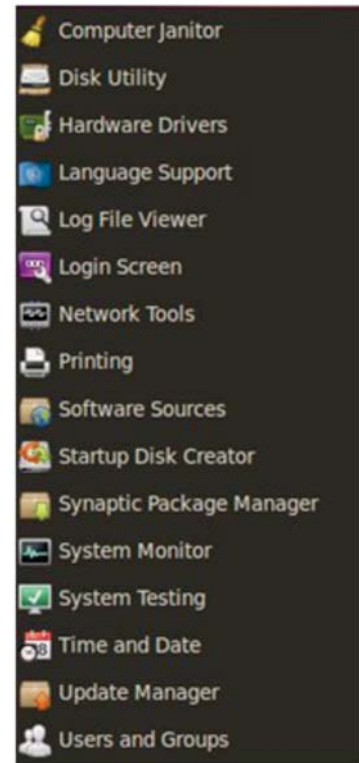 Computer Janitor
Disk Utility
Hardware Drivers
Language Support
Log File Viewer
Login Screen
Network Tools
Printing
Software Sources
Startup Disk Creator
Synaptic Package Manager
System Monitor
System Testing
Time and Date
Update Manager
Users and Groups